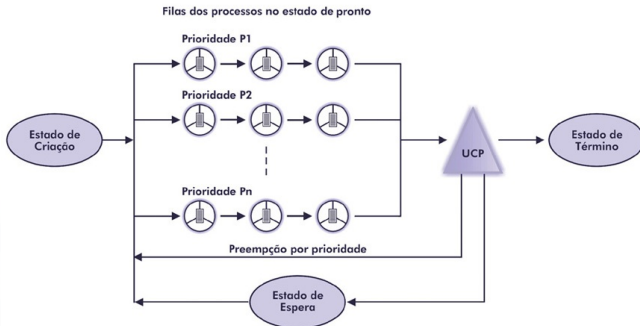 Filas dos processos no estado de pronto
Prioridade P1
Prioridade P2
Estado de
Criação
UCP
Estado de
Término
Prioridade Pn
Preempção por prioridade
Estado de
Espera